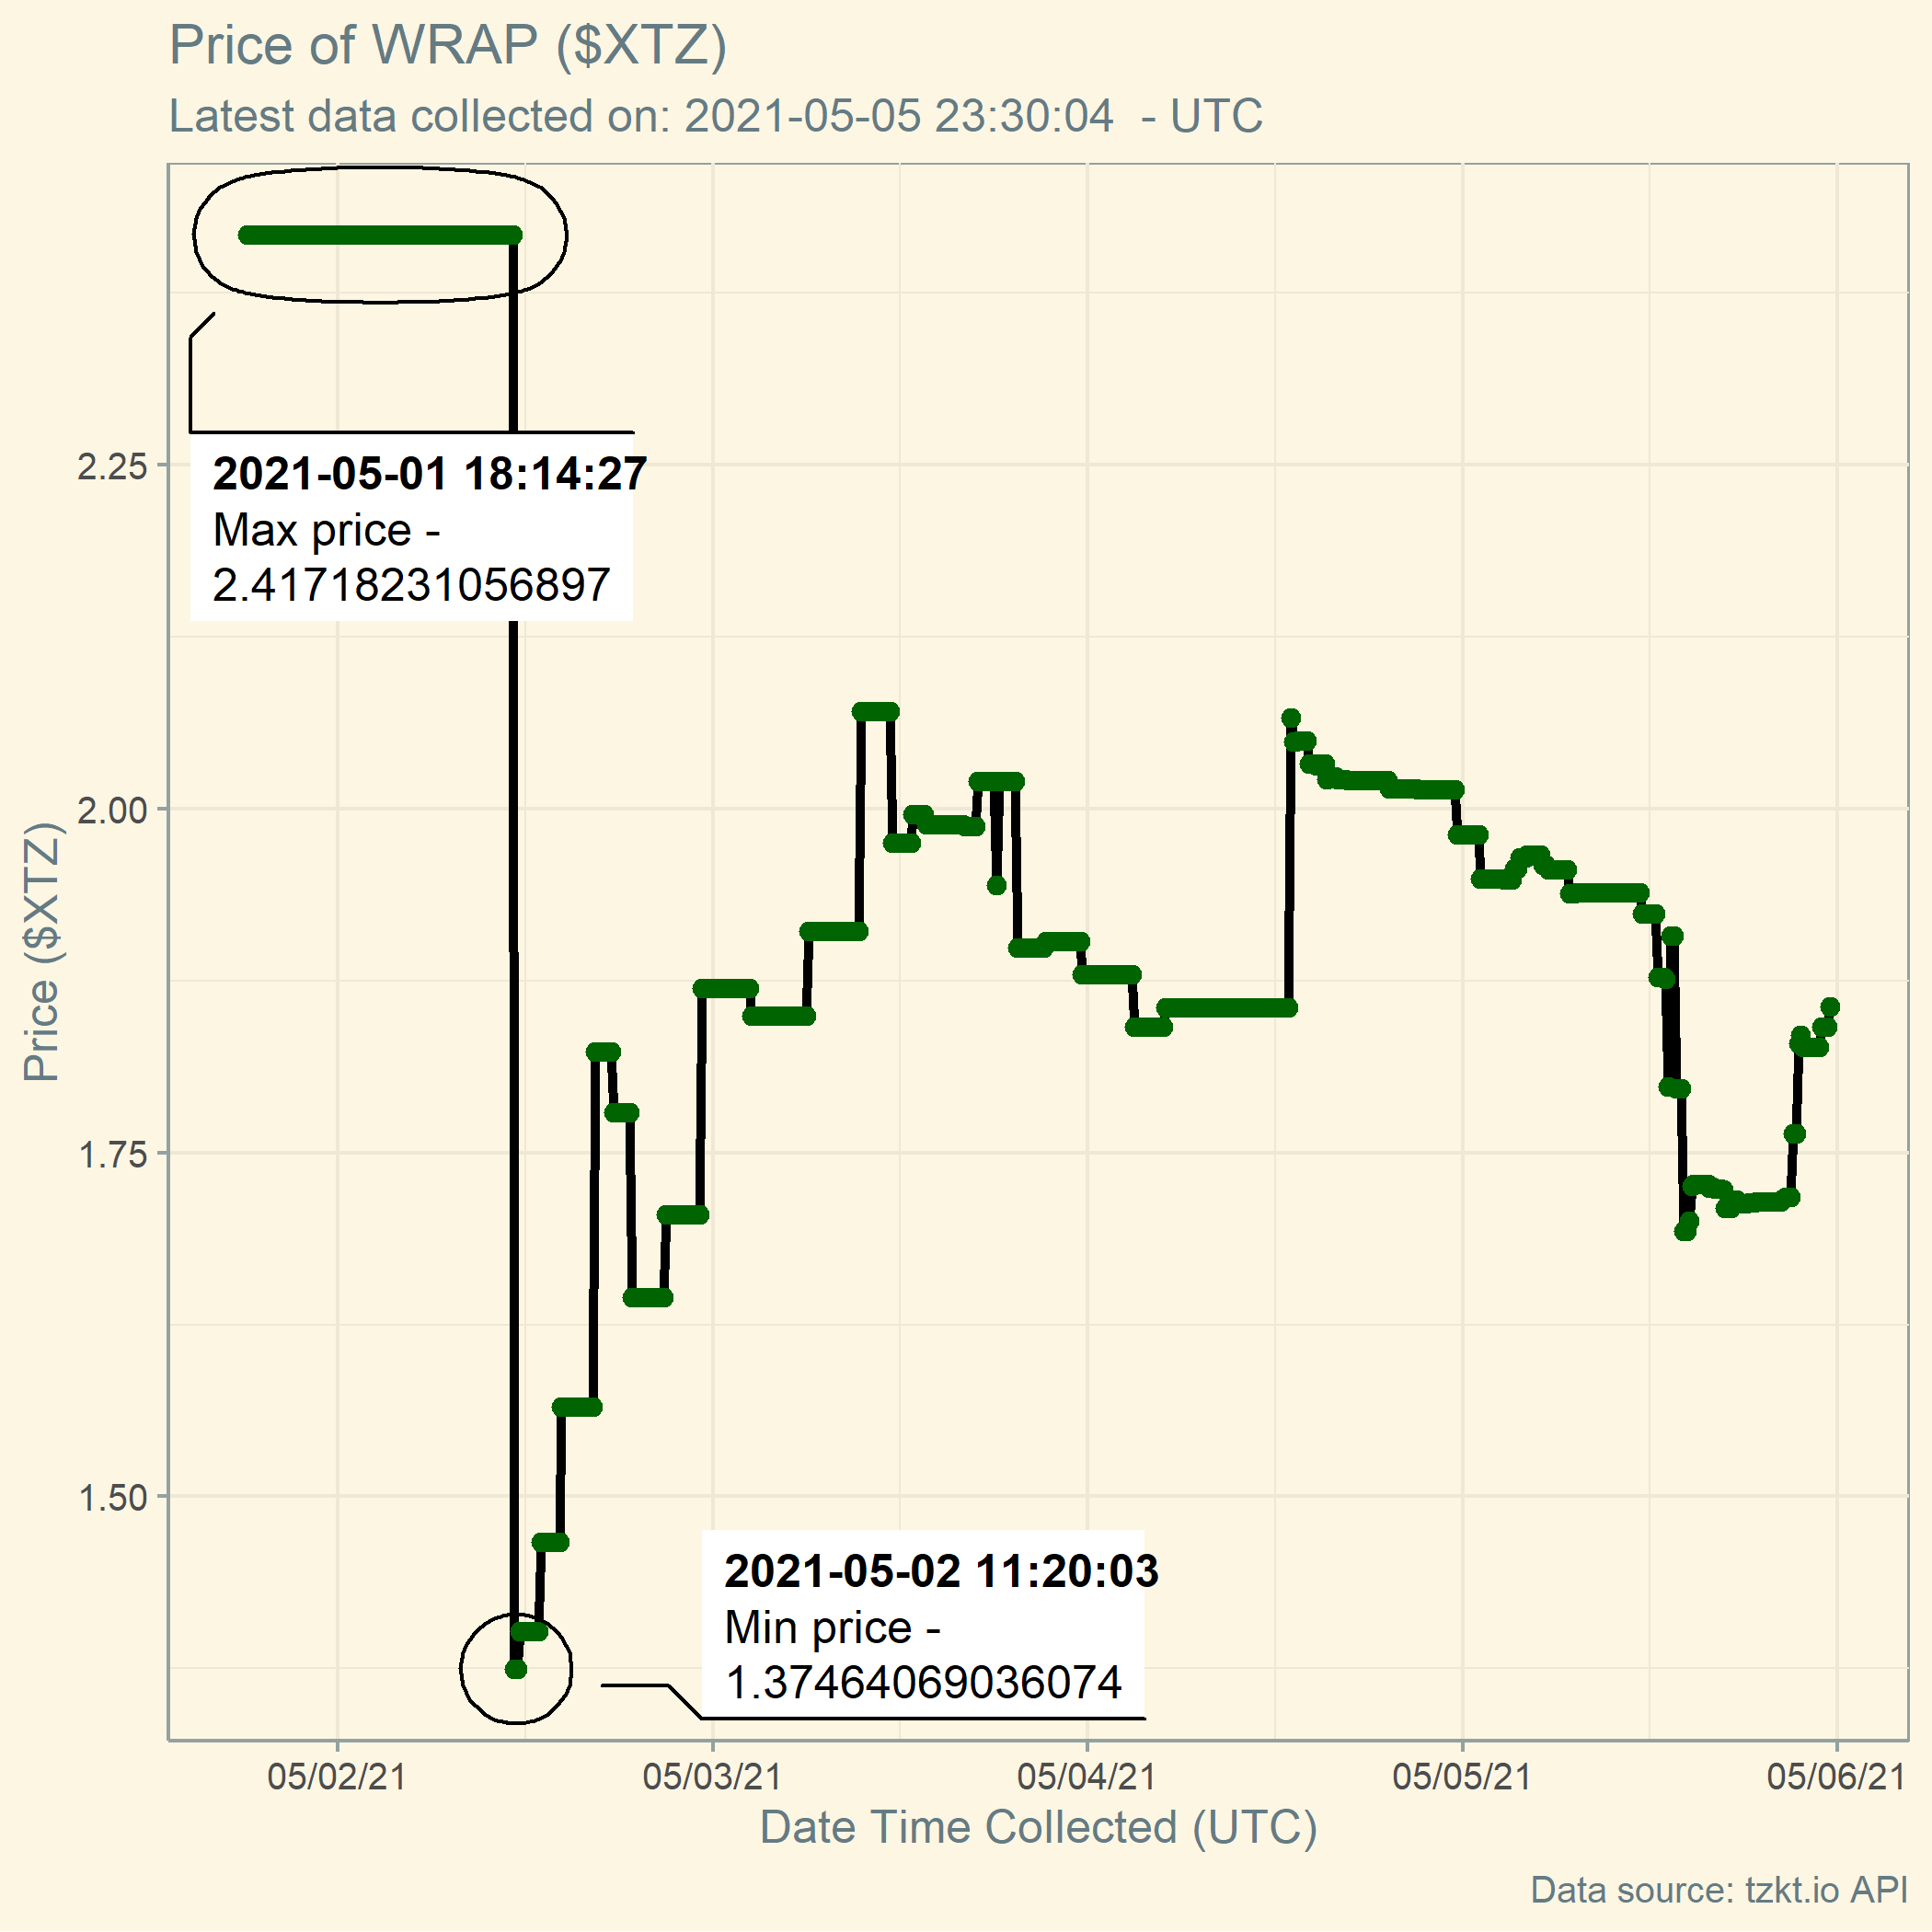 Price of WRAP ($XTZ)
Latest data collected on: 2021-05-05 23:30:04  - UTC
2021-05-01 18:14:27
Max price -
2.417182310568​97
2021-05-02 11:20:03
Min price -
1.37464069036074
Price ($XTZ)
2.25
2.00
1.75
1.50
05/02/21
05/03/21
05/04/21
05/05/21
05/06/21
Date Time Collected (UTC)
Data source: tzkt.io API